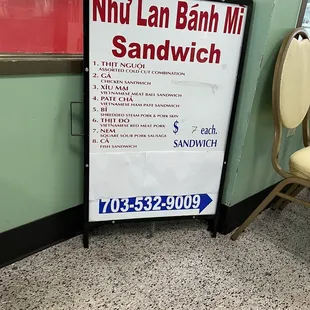 Như Lan Bánh Mì
Sandwich
1. THỊT NGUỘI
ASSORTED COLD CUT COMBINATION
2. GÀ
CHICKEN SANDWICH
3. XÍU MẠI
VIETNAMESE MEAT BALL SANDWICH
4. PATE CHẢ
VIETNAMESE HAM PATE SANDWICH
5. BÌ
SHREDDED STEAM PORK & PORK SKIN
6. THỊT ĐỎ
VIETNAMESE RED MEAT PORK
7. NEM
SQUARE SOUR PORK SAUSAGE
8. CÁ
FISH SANDWICH
$ 7 each.
SANDWICH
703-532-9009